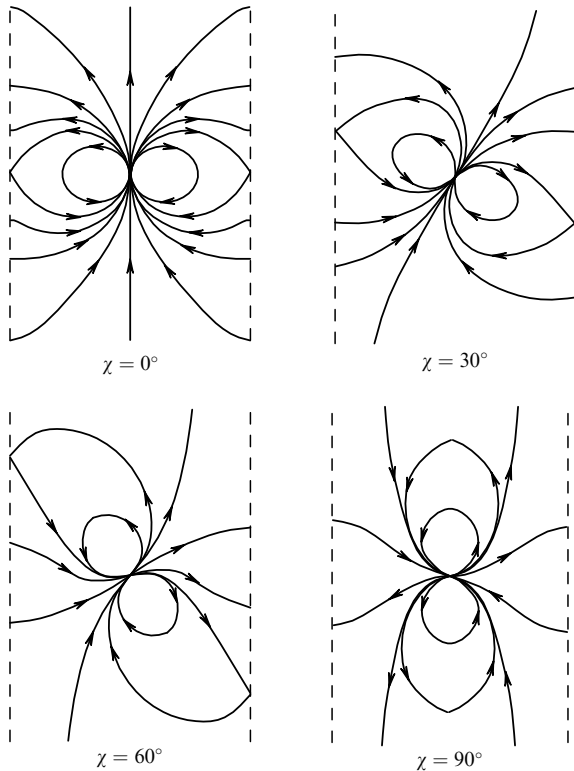 χ = 0°
χ = 30°
χ = 60°
χ = 90°